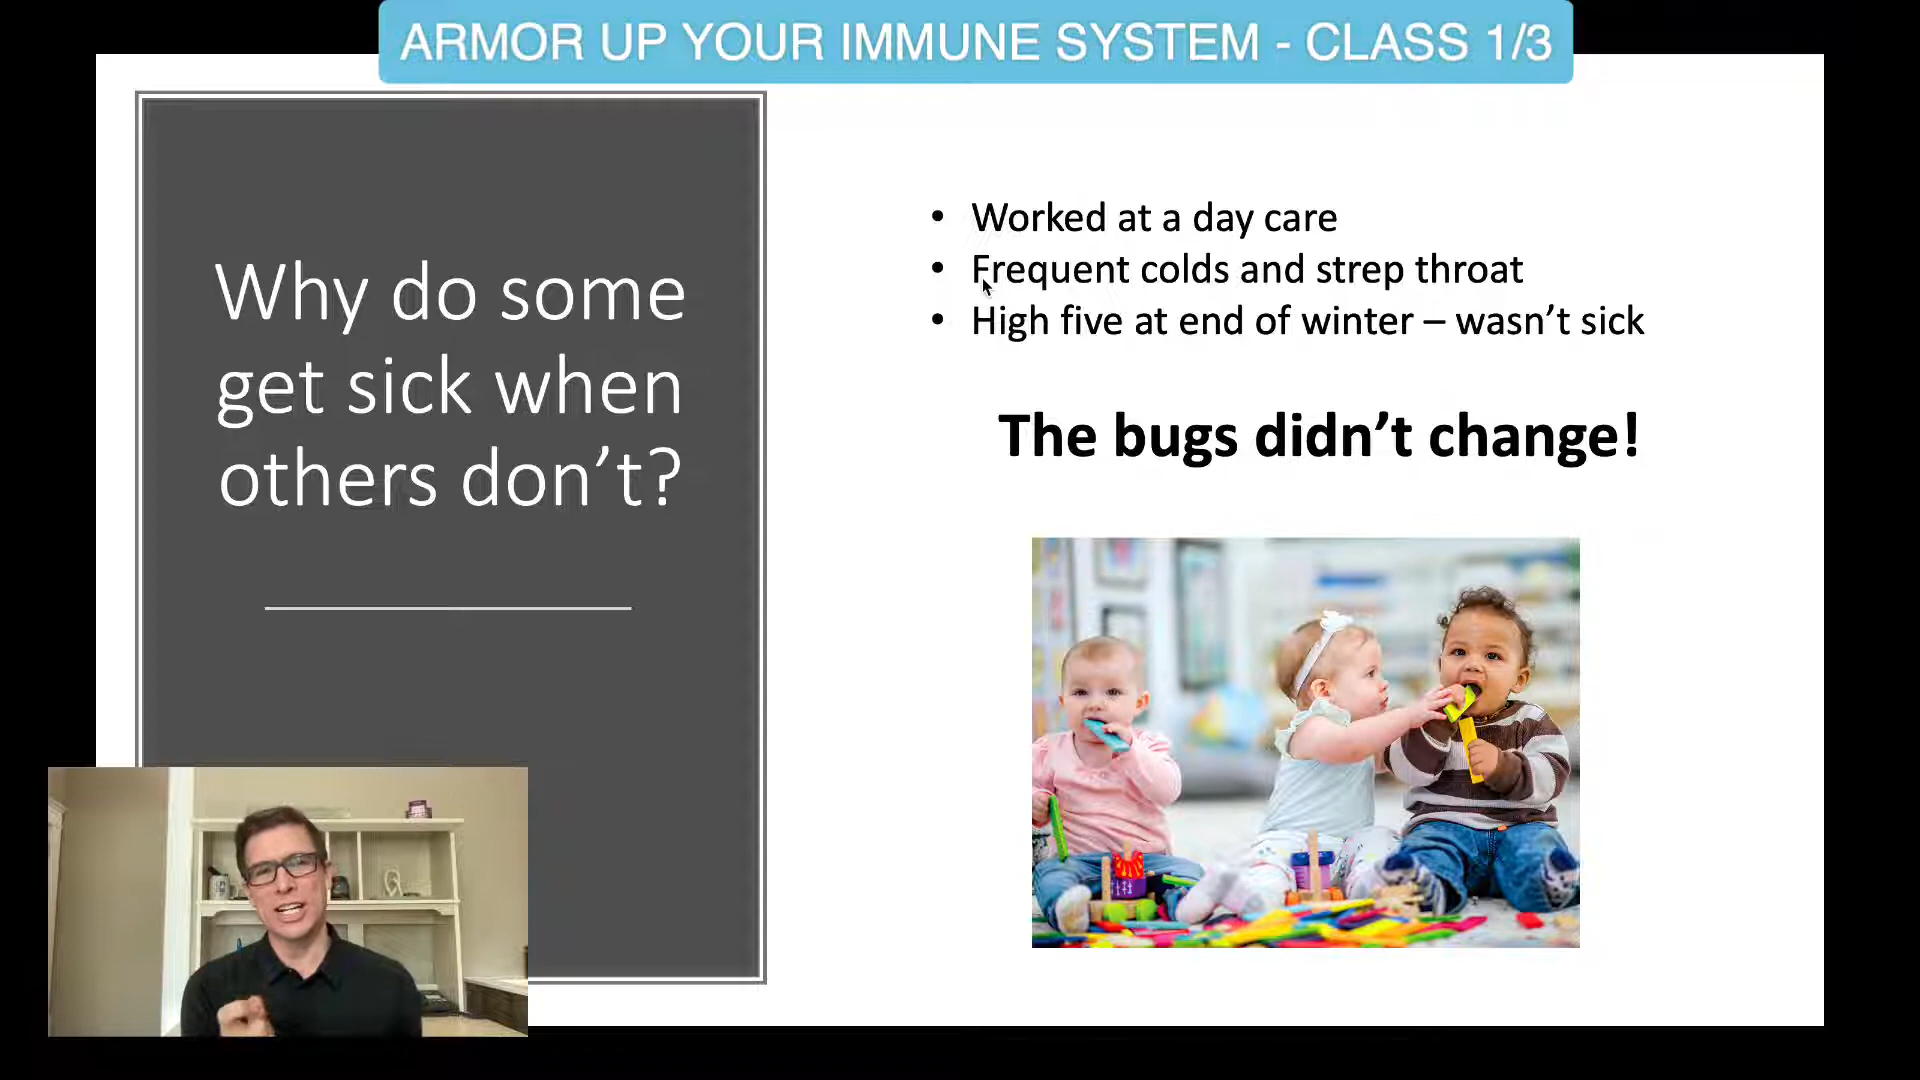 ARMOR UP YOUR IMMUNE SYSTEM - CLASS 1/3
Why do some
get sick when
others don’t?
• Worked at a day care
• Frequent colds and strep throat
• High five at end of winter – wasn’t sick
The bugs didn’t change!